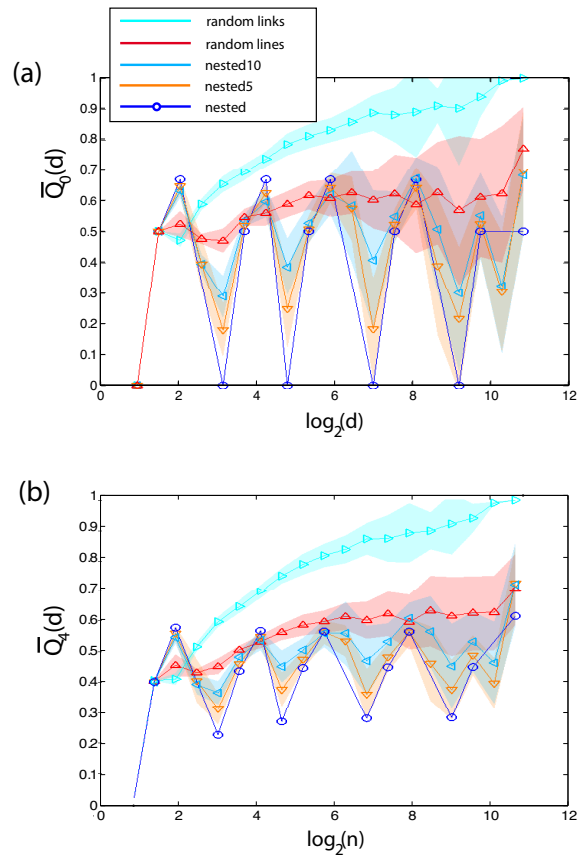 random links
random lines
nested10
nested5
nested
(a)
1
0.9
0.8
0.7
0.6
0.5
0.4
0.3
0.2
0.1
0
Q̅0(d)
0 2 4 6 8 10 12
log2(d)
(b)
1
0.9
0.8
0.7
0.6
0.5
0.4
0.3
0.2
0.1
0
Q̅4(d)
0 2 4 6 8 10 12
log2(n)